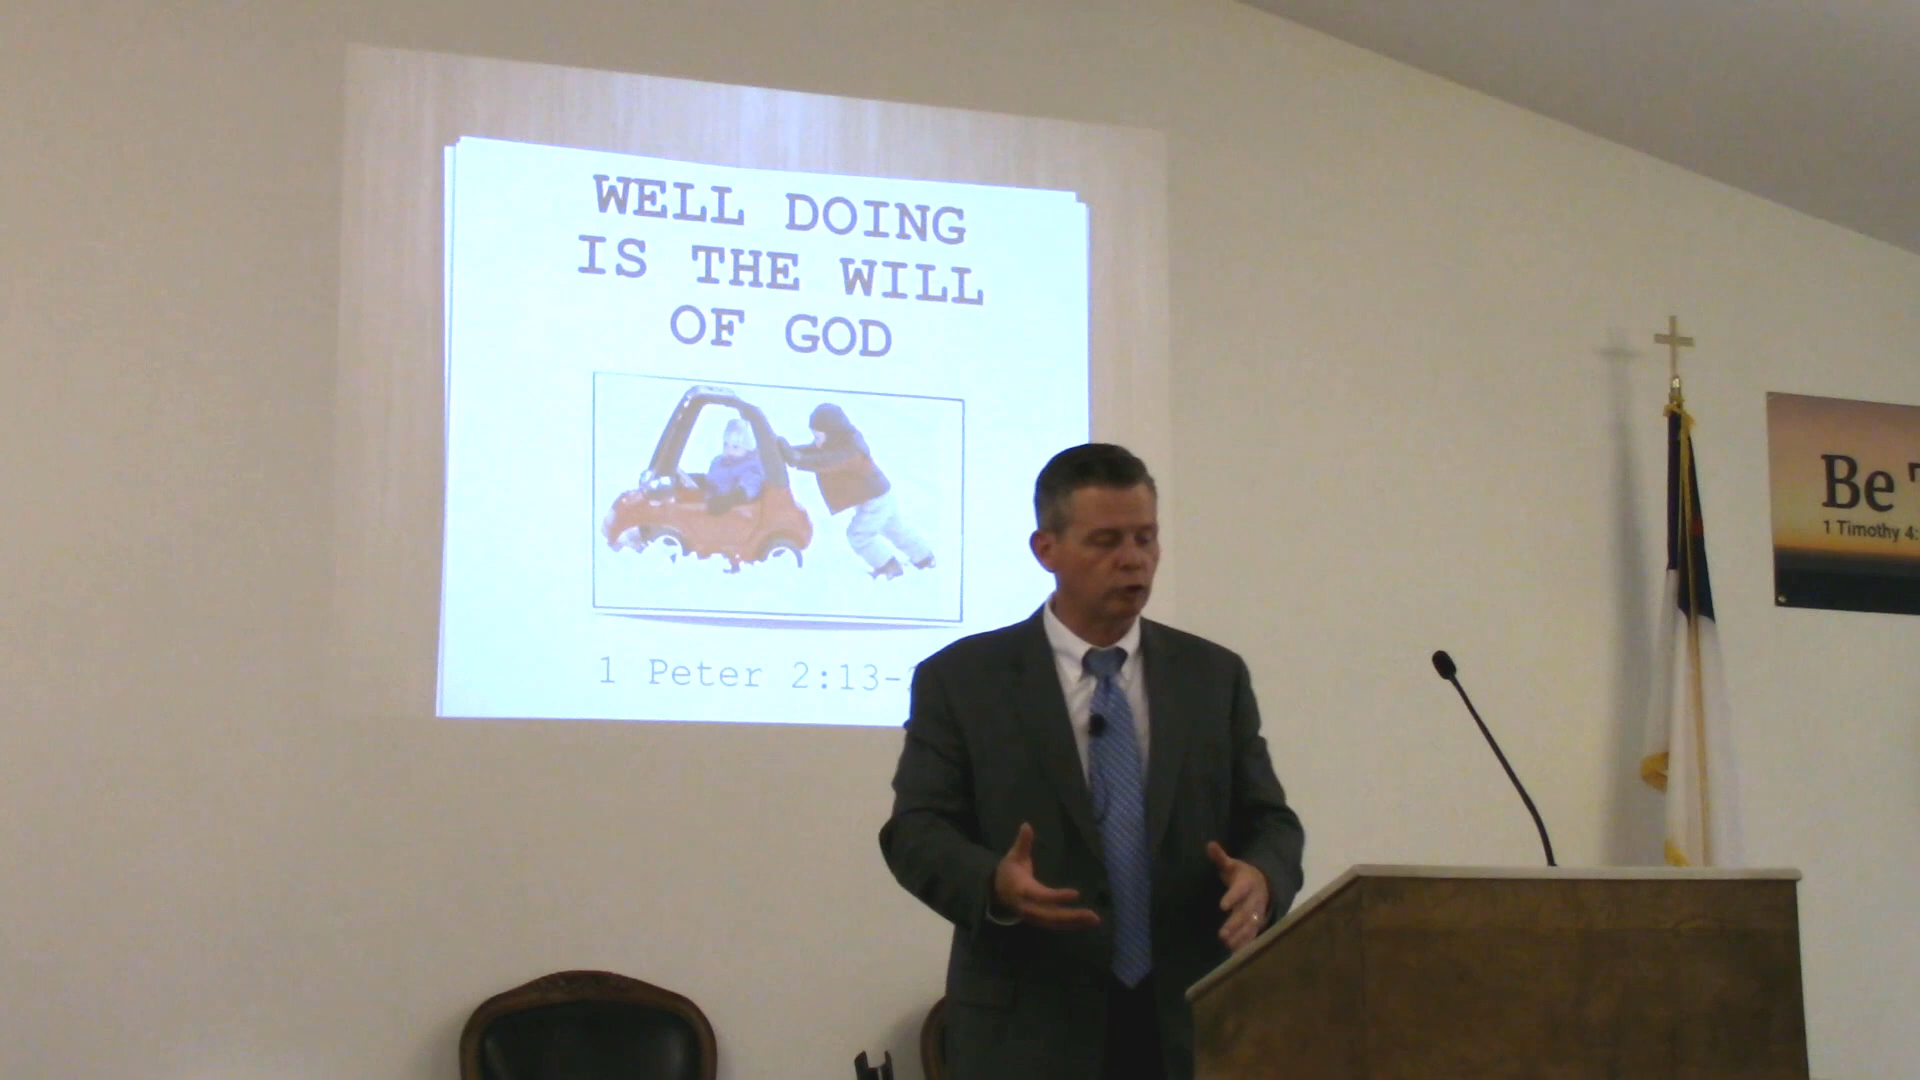 WELL DOING
IS THE WILL
OF GOD
1 Peter 2:13-
Be
1 Timothy 4: